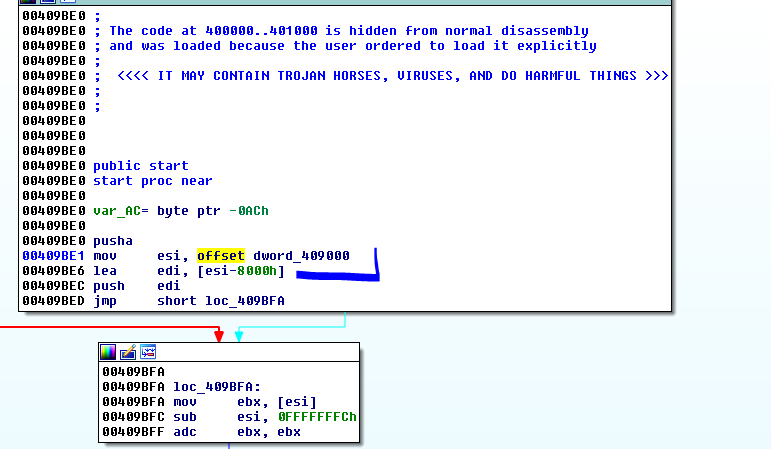 00409BE0 ;
00409BE0 ; The code at 400000..401000 is hidden from normal disassembly
00409BE0 ; and was loaded because the user ordered to load it explicitly
00409BE0 ;
00409BE0 ;  <<<< IT MAY CONTAIN TROJAN HORSES, VIRUSES, AND DO HARMFUL THINGS >>>
00409BE0 ;
00409BE0 ;
00409BE0
00409BE0
00409BE0
00409BE0 public start
00409BE0 start proc near
00409BE0
00409BE0 var_AC= byte ptr -0ACh
00409BE0
00409BE0 pusha
00409BE1 mov     esi, offset dword_409000
00409BE6 lea     edi, [esi-8000h]
00409BEC push    edi
00409BED jmp     short loc_409BFA
00409BFA
00409BFA loc_409BFA:
00409BFA mov     ebx, [esi]
00409BFC sub     esi, 0FFFFFFFCh
00409BFF adc     ebx, ebx